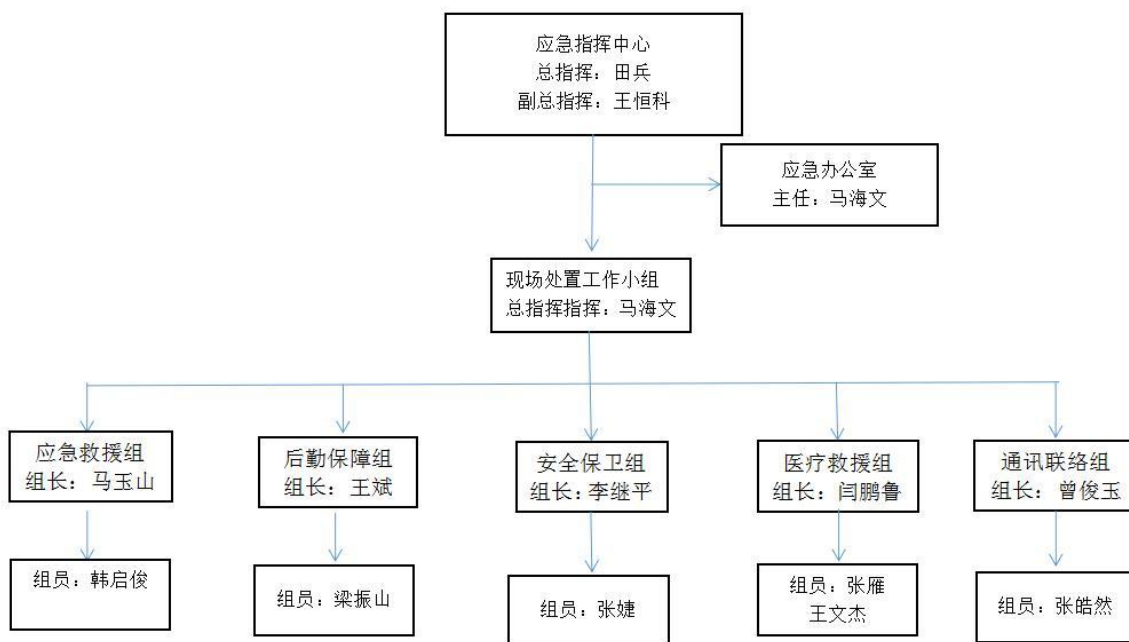 应急指挥中心
总指挥：田兵
副总指挥：王恒科
应急办公室
主任：马海文
现场处置工作小组
总指挥指挥：马海文
应急救援组
组长：马玉山
后勤保障组
组长：王斌
安全保卫组
组长：李继平
医疗救援组
组长：闫鹏鲁
通讯联络组
组长：曾俊玉
组员：韩启俊
组员：梁振山
组员：张婕
组员：张雁
王文杰
组员：张皓然